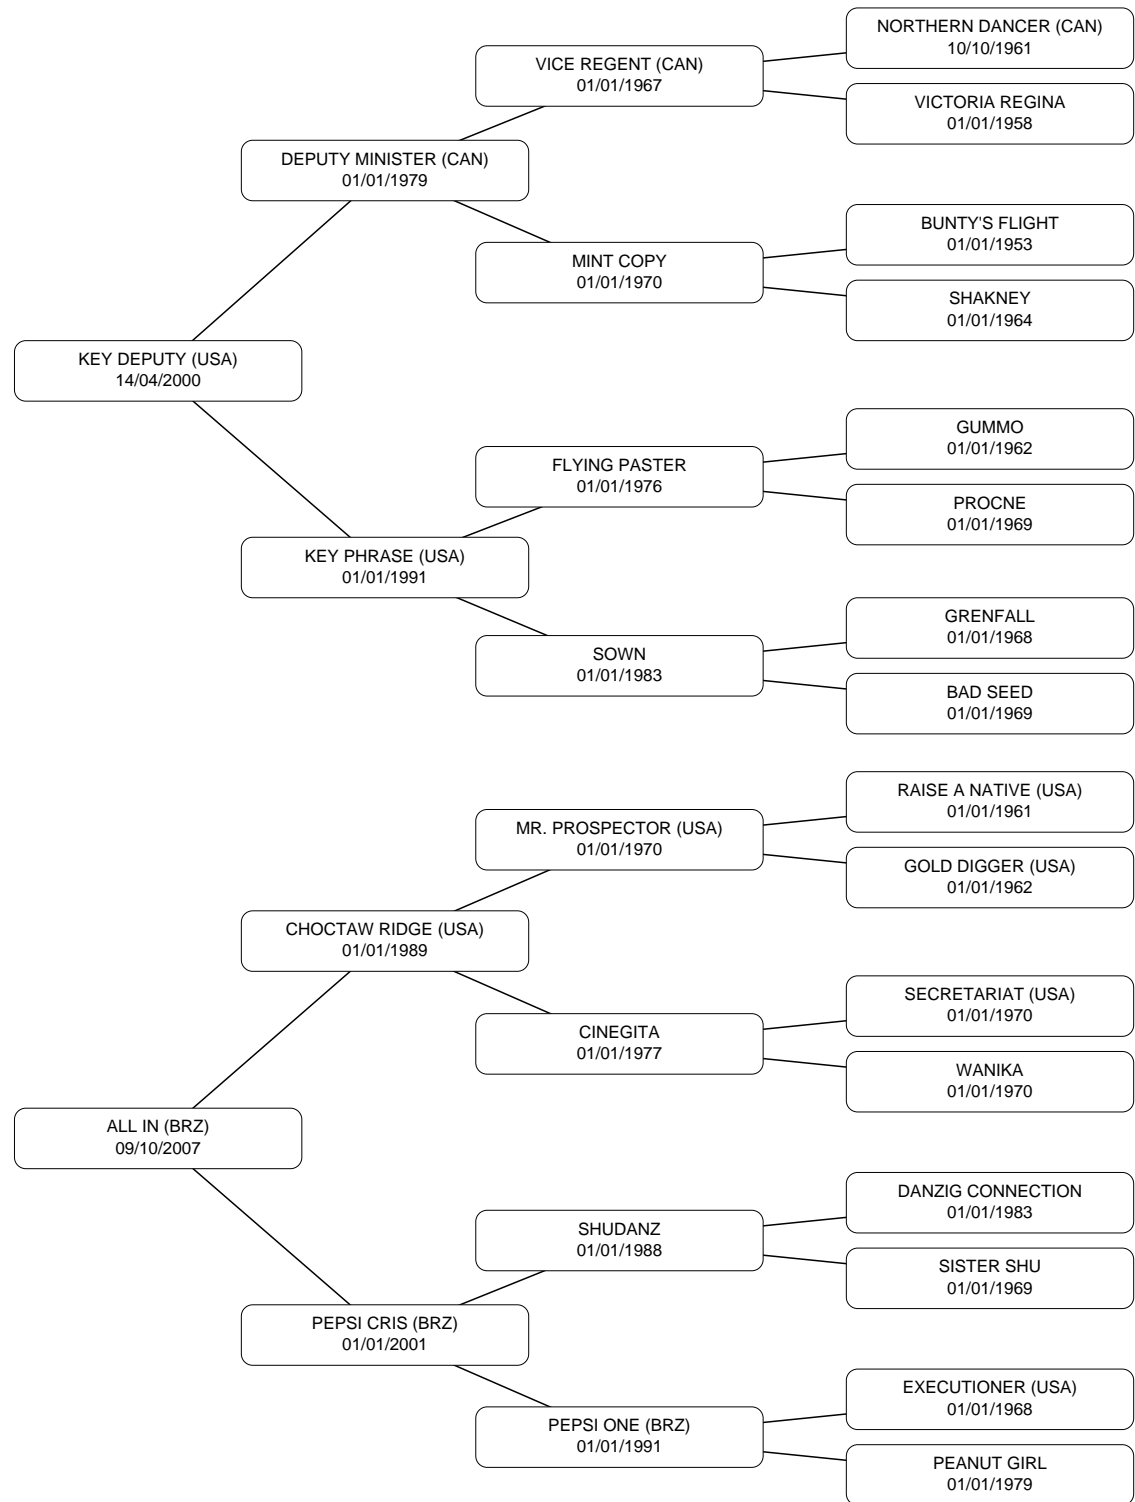 NORTHERN DANCER (CAN)
10/10/1961
VICE REGENT (CAN)
01/01/1967
VICTORIA REGINA
01/01/1958
DEPUTY MINISTER (CAN)
01/01/1979
BUNTY'S FLIGHT
01/01/1953
MINT COPY
01/01/1970
SHAKNEY
01/01/1964
KEY DEPUTY (USA)
14/04/2000
GUMMO
01/01/1962
FLYING PASTER
01/01/1976
PROCNE
01/01/1969
KEY PHRASE (USA)
01/01/1991
GRENFALL
01/01/1968
SOWN
01/01/1983
BAD SEED
01/01/1969
RAISE A NATIVE (USA)
01/01/1961
MR. PROSPECTOR (USA)
01/01/1970
GOLD DIGGER (USA)
01/01/1962
CHOCTAW RIDGE (USA)
01/01/1989
SECRETARIAT (USA)
01/01/1970
CINEGITA
01/01/1977
WANIKA
01/01/1970
ALL IN (BRZ)
09/10/2007
DANZIG CONNECTION
01/01/1983
SHUDANZ
01/01/1988
SISTER SHU
01/01/1969
PEPSI CRIS (BRZ)
01/01/2001
EXECUTIONER (USA)
01/01/1968
PEPSI ONE (BRZ)
01/01/1991
PEANUT GIRL
01/01/1979